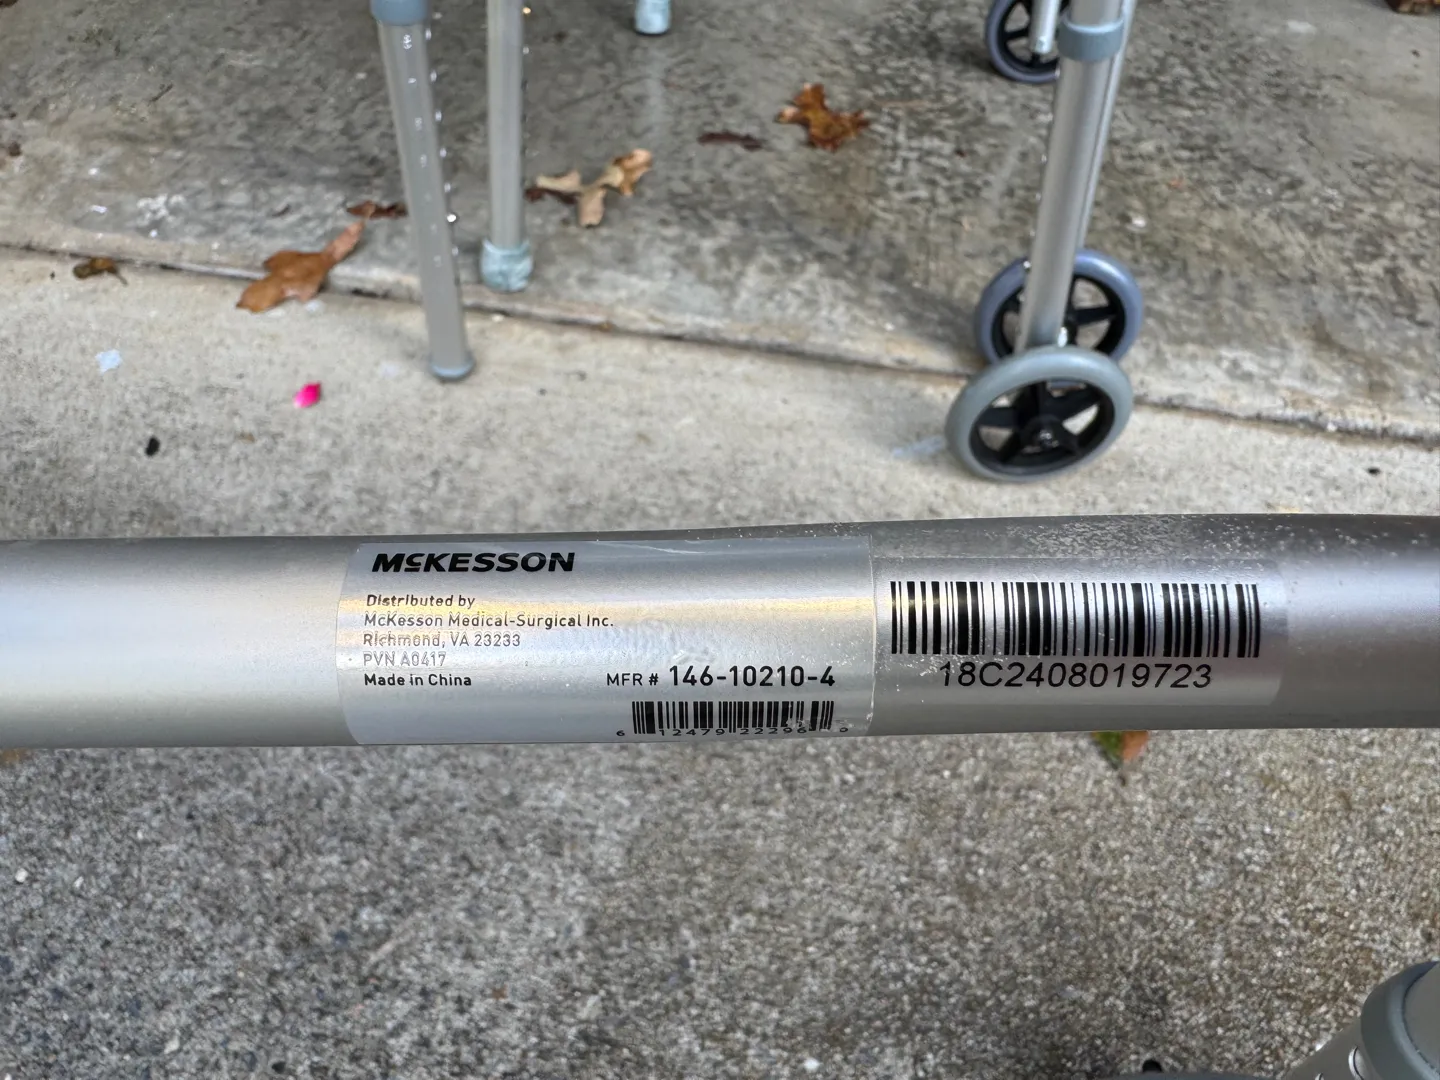 McKESSON
Distributed by
McKesson Medical-Surgical Inc.
Richmond, VA 23233
PVN A0417
Made in China
MFR # 146-10210-4
18C2408019723